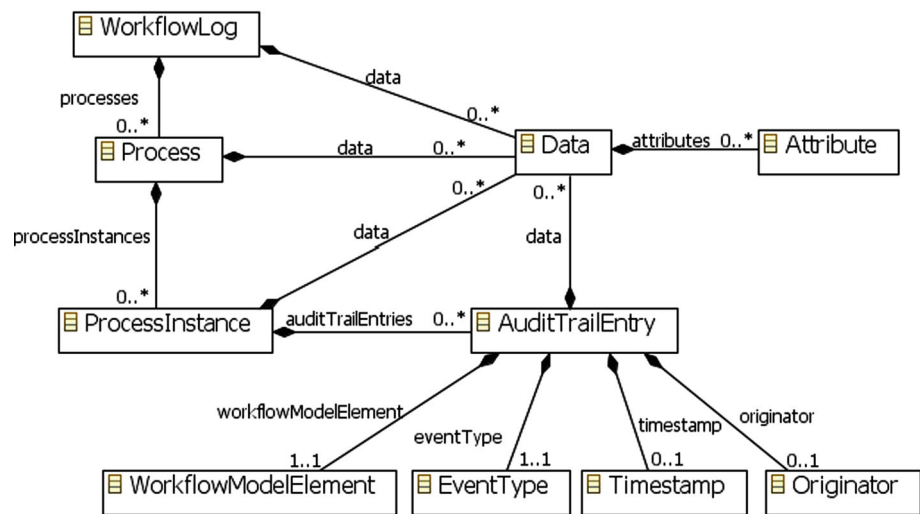 WorkflowLog
data
processes
0..*
0..*
Process
data
0..*
Data
attributes
0..*
Attribute
0..*
0..*
processInstances
data
data
0..*
ProcessInstance
auditTrailEntries
0..*
AuditTrailEntry
workflowModelElement
eventType
timestamp
originator
1..1
1..1
0..1
0..1
WorkflowModelElement
EventType
Timestamp
Originator